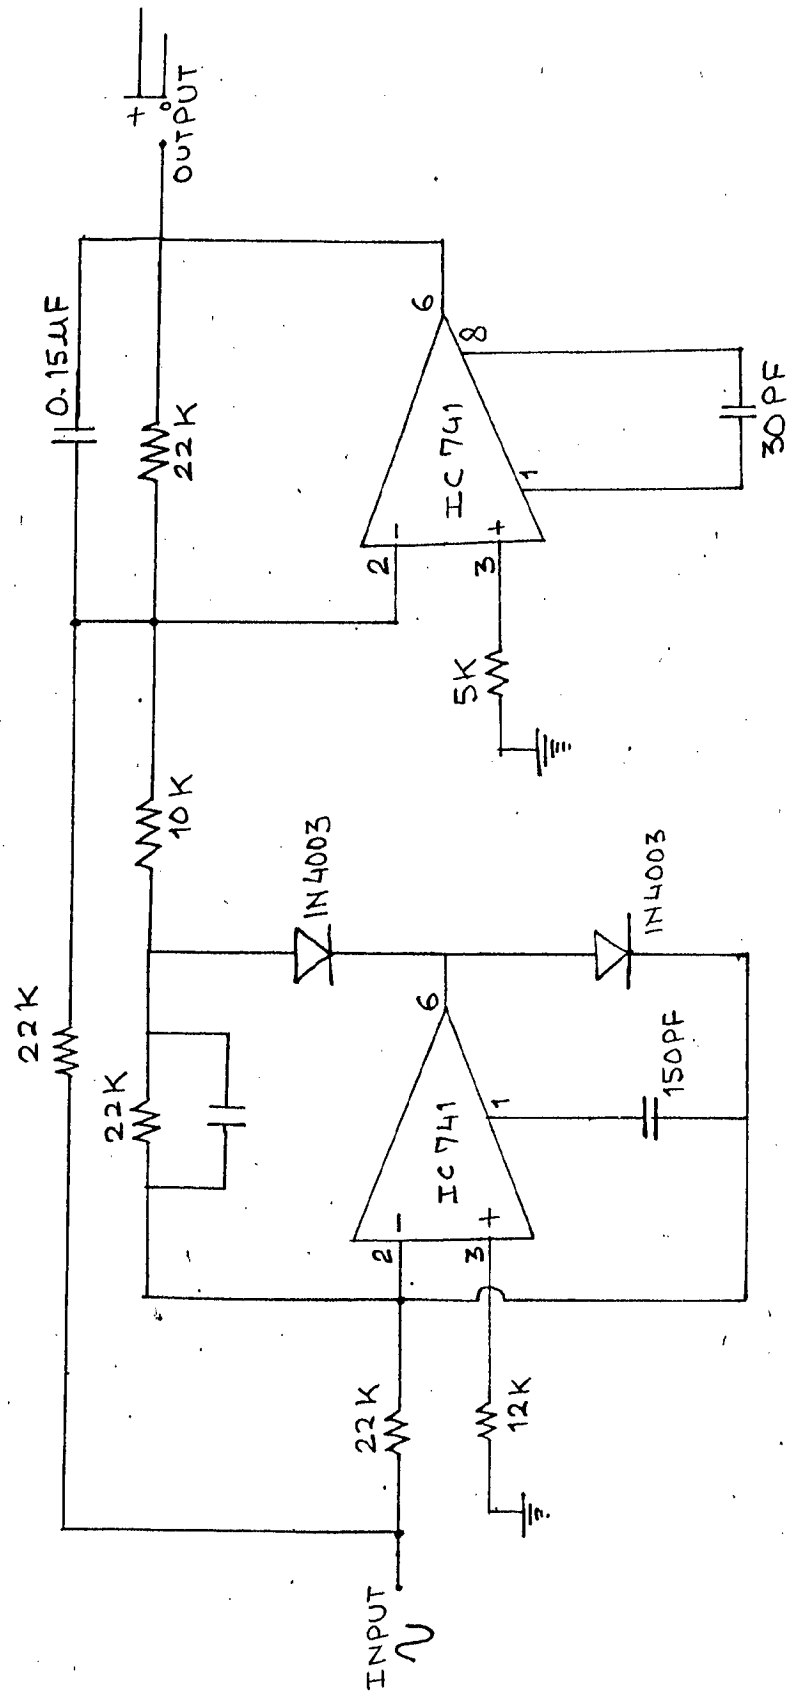 INPUT
22K
12K
22K
22K
2
-
3
+
IC 741
6
1
150PF
IN4003
IN4003
10K
5K
2
-
3
+
IC 741
6
1
8
30PF
0.15μF
22K
OUTPUT
+